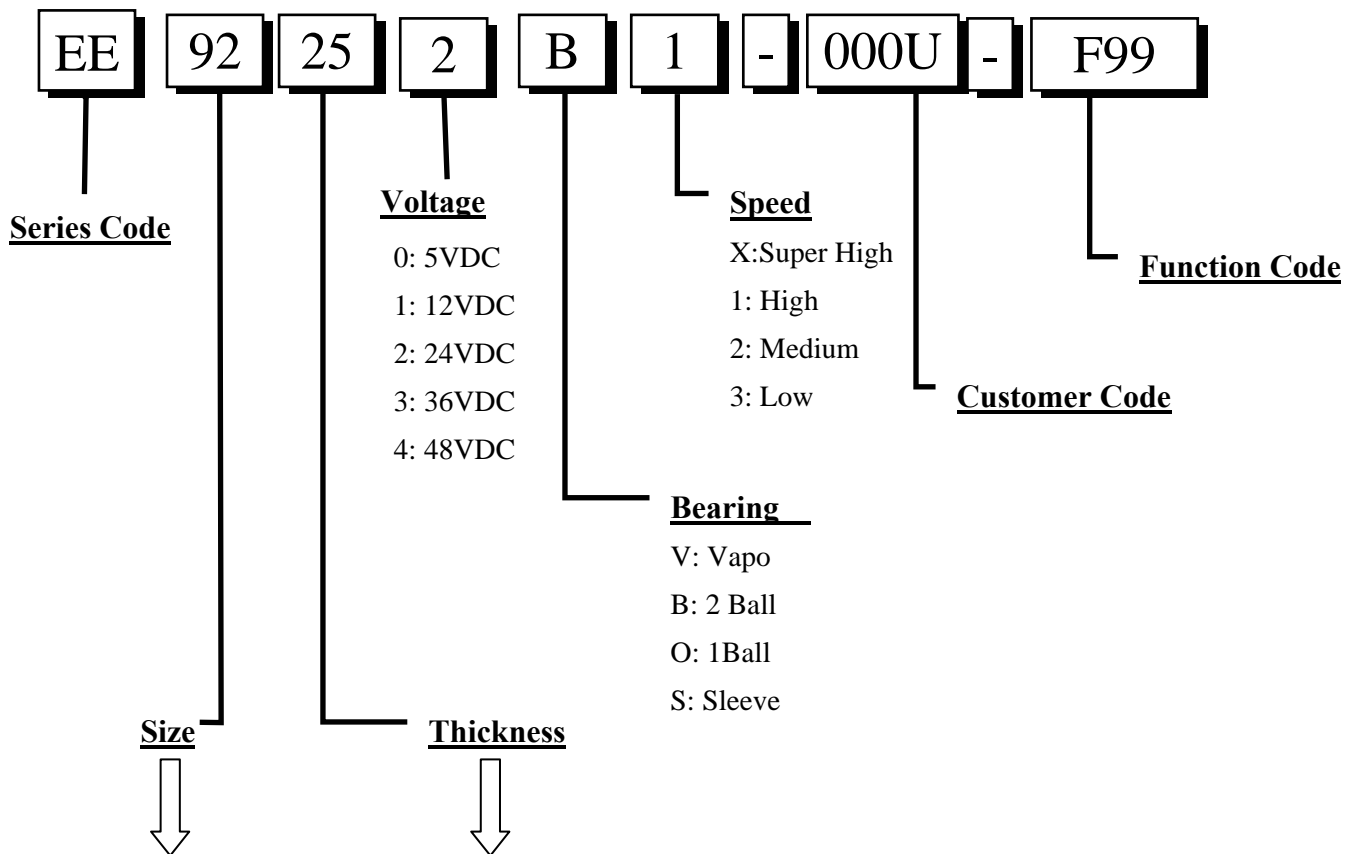 EE 92 25 2 B 1 - 000U - F99
Series Code
Voltage
0: 5VDC
1: 12VDC
2: 24VDC
3: 36VDC
4: 48VDC
Speed
X:Super High
1: High
2: Medium
3: Low
Function Code
Customer Code
Bearing
V: Vapo
B: 2 Ball
O: 1Ball
S: Sleeve
Size
Thickness